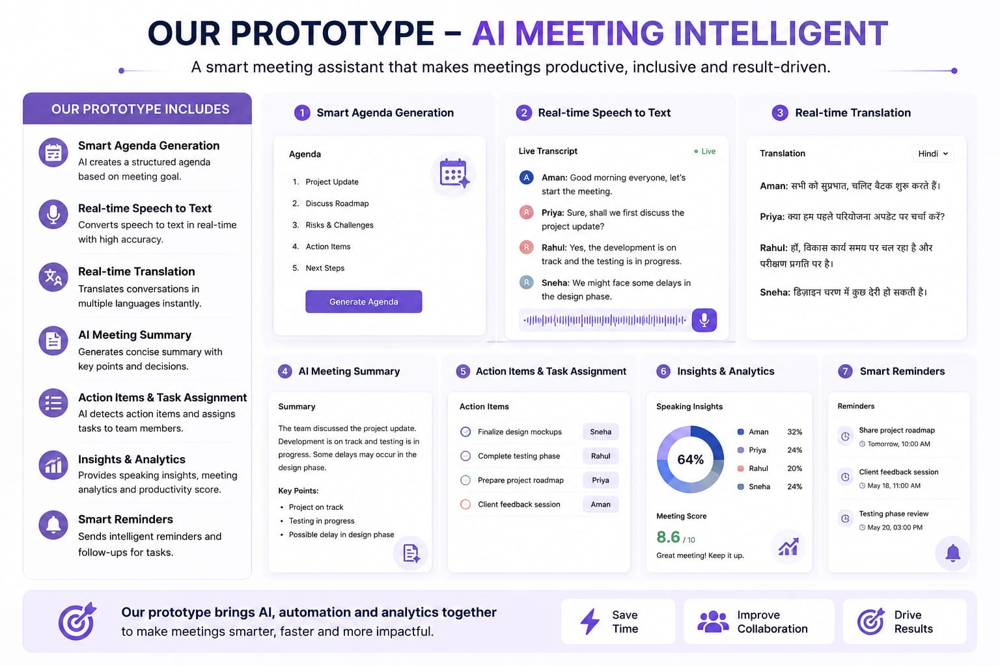 OUR PROTOTYPE – AI MEETING INTELLIGENT
A smart meeting assistant that makes meetings productive, inclusive and result-driven.
OUR PROTOTYPE INCLUDES
Smart Agenda Generation
AI creates a structured agenda
based on meeting goal.
Real-time Speech to Text
Converts speech to text in real-time
with high accuracy.
Real-time Translation
Translates conversations in
multiple languages instantly.
AI Meeting Summary
Generates concise summary with
key points and decisions.
Action Items & Task Assignment
AI detects action items and assigns
tasks to team members.
Insights & Analytics
Provides speaking insights, meeting
analytics and productivity score.
Smart Reminders
Sends intelligent reminders and
follow-ups for tasks.
1 Smart Agenda Generation
Agenda
1. Project Update
2. Discuss Roadmap
3. Risks & Challenges
4. Action Items
5. Next Steps
Generate Agenda
2 Real-time Speech to Text
Live Transcript
Live
A Aman: Good morning everyone, let's
start the meeting.
Priya: Sure, shall we first discuss the
project update?
R Rahul: Yes, the development is on
track and the testing is in progress.
Sneha: We might face some delays in
the design phase.
3 Real-time Translation
Translation
Hindi
Aman: सभी को सुप्रभात, चलिए बैठक शुरू करते हैं।
Priya: क्या हम पहले परियोजना अपडेट पर चर्चा करें?
Rahul: हाँ, विकास कार्य समय पर चल रहा है और
परीक्षण प्रगति पर है।
Sneha: डिज़ाइन चरण में कुछ देरी हो सकती है।
4 AI Meeting Summary
Summary
The team discussed the project update.
Development is on track and testing is in
progress. Some delays may occur in the
design phase.
Key Points:
• Project on track
• Testing in progress
• Possible delay in design phase
5 Action Items & Task Assignment
Action Items
Finalize design mockups Sneha
Complete testing phase Rahul
Prepare project roadmap Priya
Client feedback session Aman
6 Insights & Analytics
Speaking Insights
64%
Aman 32%
Priya 24%
Rahul 20%
Sneha 24%
Meeting Score
8.6 / 10
Great meeting! Keep it up.
7 Smart Reminders
Reminders
Share project roadmap
Tomorrow, 10:00 AM
Client feedback session
May 18, 11:00 AM
Testing phase review
May 20, 03:00 PM
Our prototype brings AI, automation and analytics together
to make meetings smarter, faster and more impactful.
Save
Time
Improve
Collaboration
Drive
Results